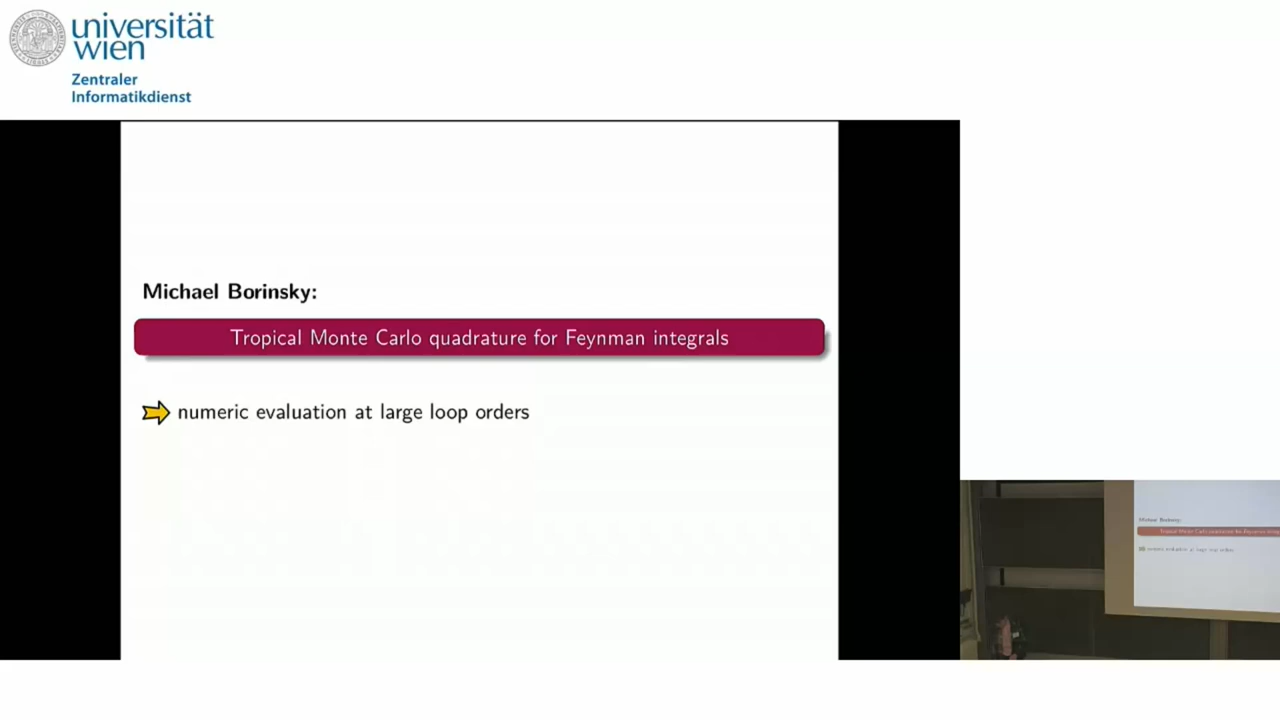 universität
wien
Zentraler
Informatikdienst
Michael Borinsky:
Tropical Monte Carlo quadrature for Feynman integrals
numeric evaluation at large loop orders